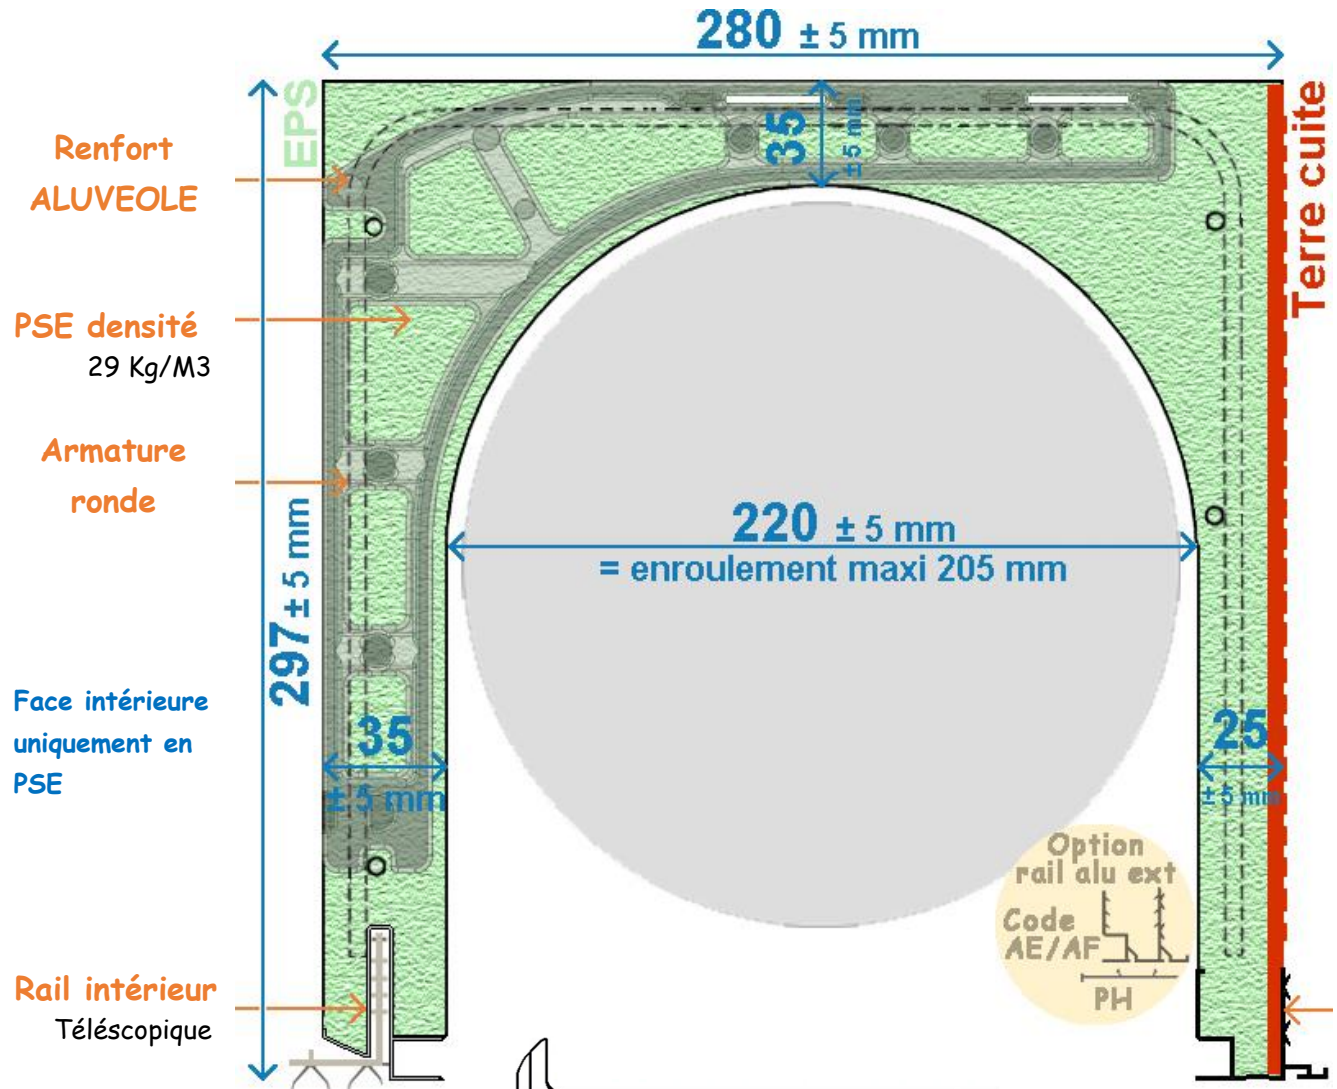 280 ± 5 mm
EPS
Terre cuite
35
± 5 mm
Renfort
ALUVEOLE
PSE densité
29 Kg/M3
Armature
ronde
297 ± 5 mm
220 ± 5 mm
= enroulement maxi 205 mm
Face intérieure
uniquement en
PSE
35
± 5 mm
25
± 5 mm
Option
rail alu ext
Code
AE/AF
PH
Rail intérieur
Téléscopique